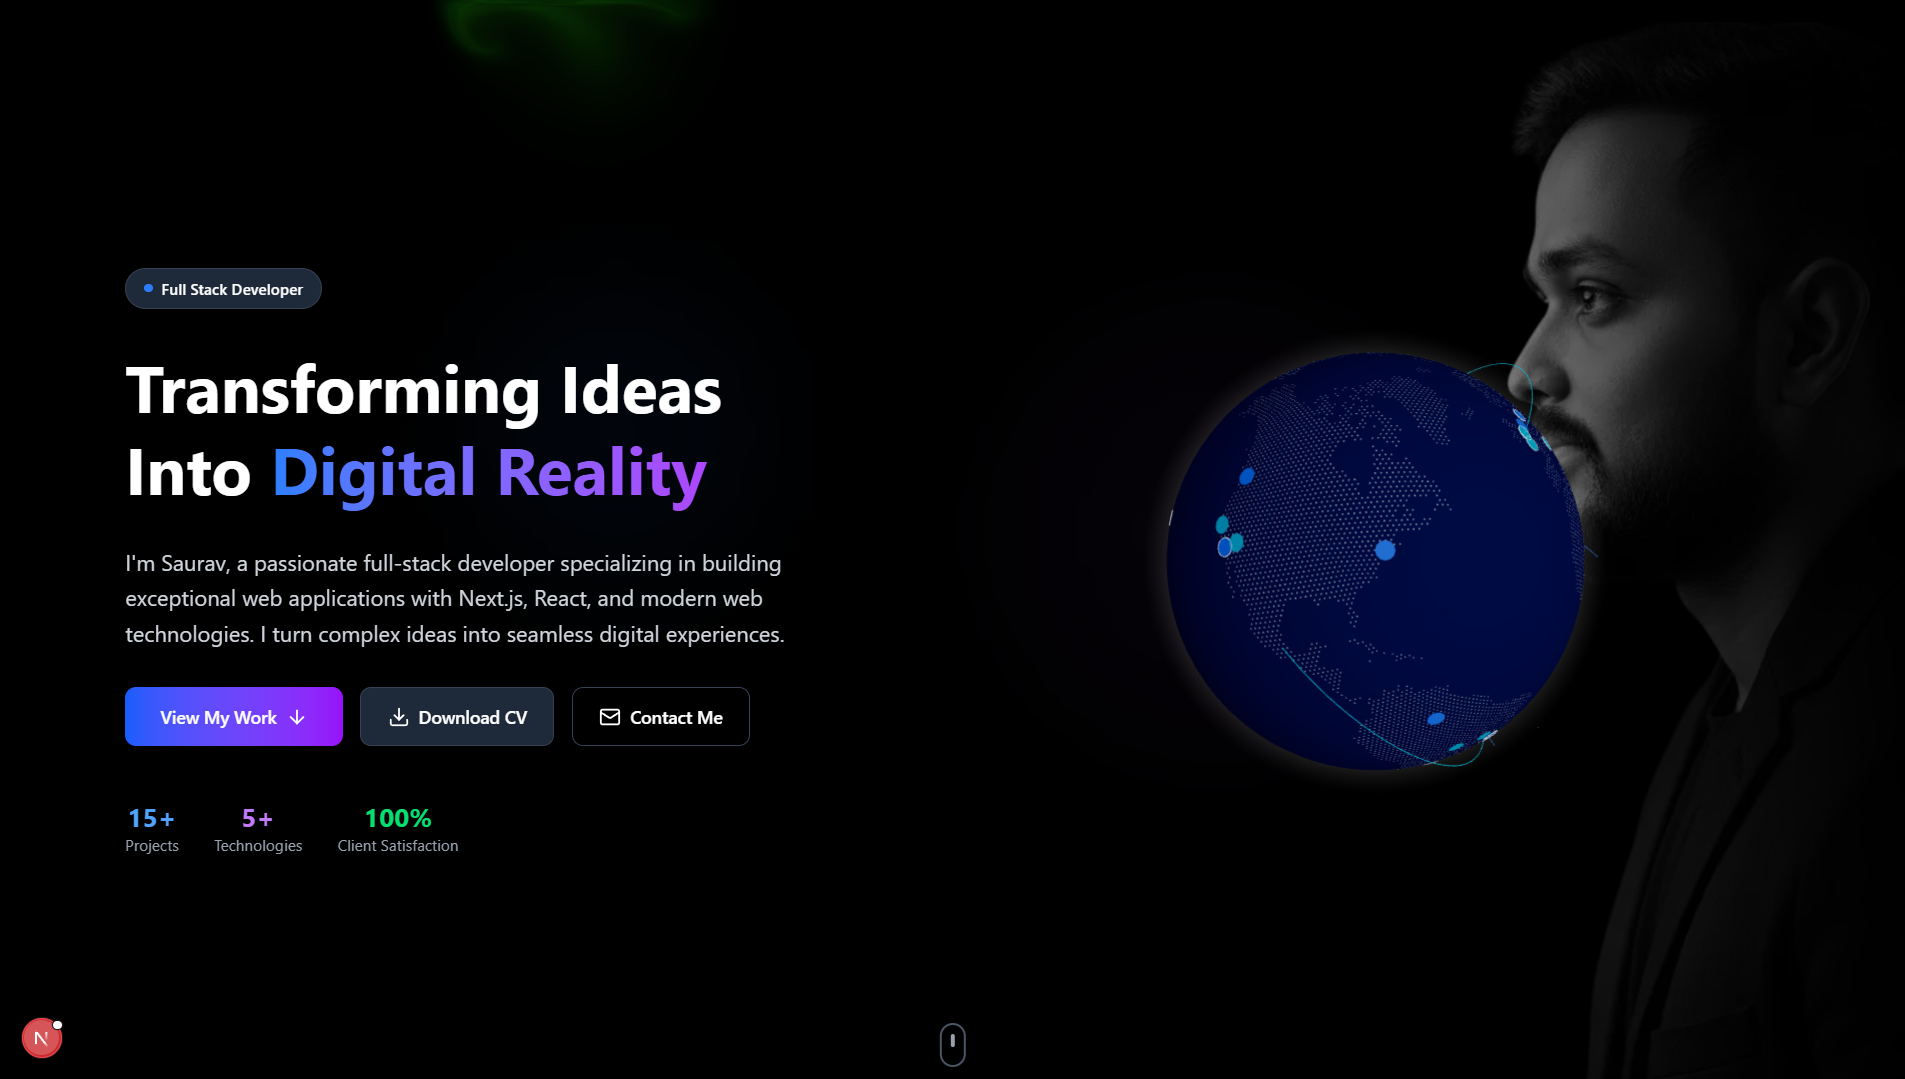 Full Stack Developer
Transforming Ideas
Into Digital Reality
I'm Saurav, a passionate full-stack developer specializing in building
exceptional web applications with Next.js, React, and modern web
technologies. I turn complex ideas into seamless digital experiences.
View My Work
Download CV
Contact Me
15+
Projects
5+
Technologies
100%
Client Satisfaction
N